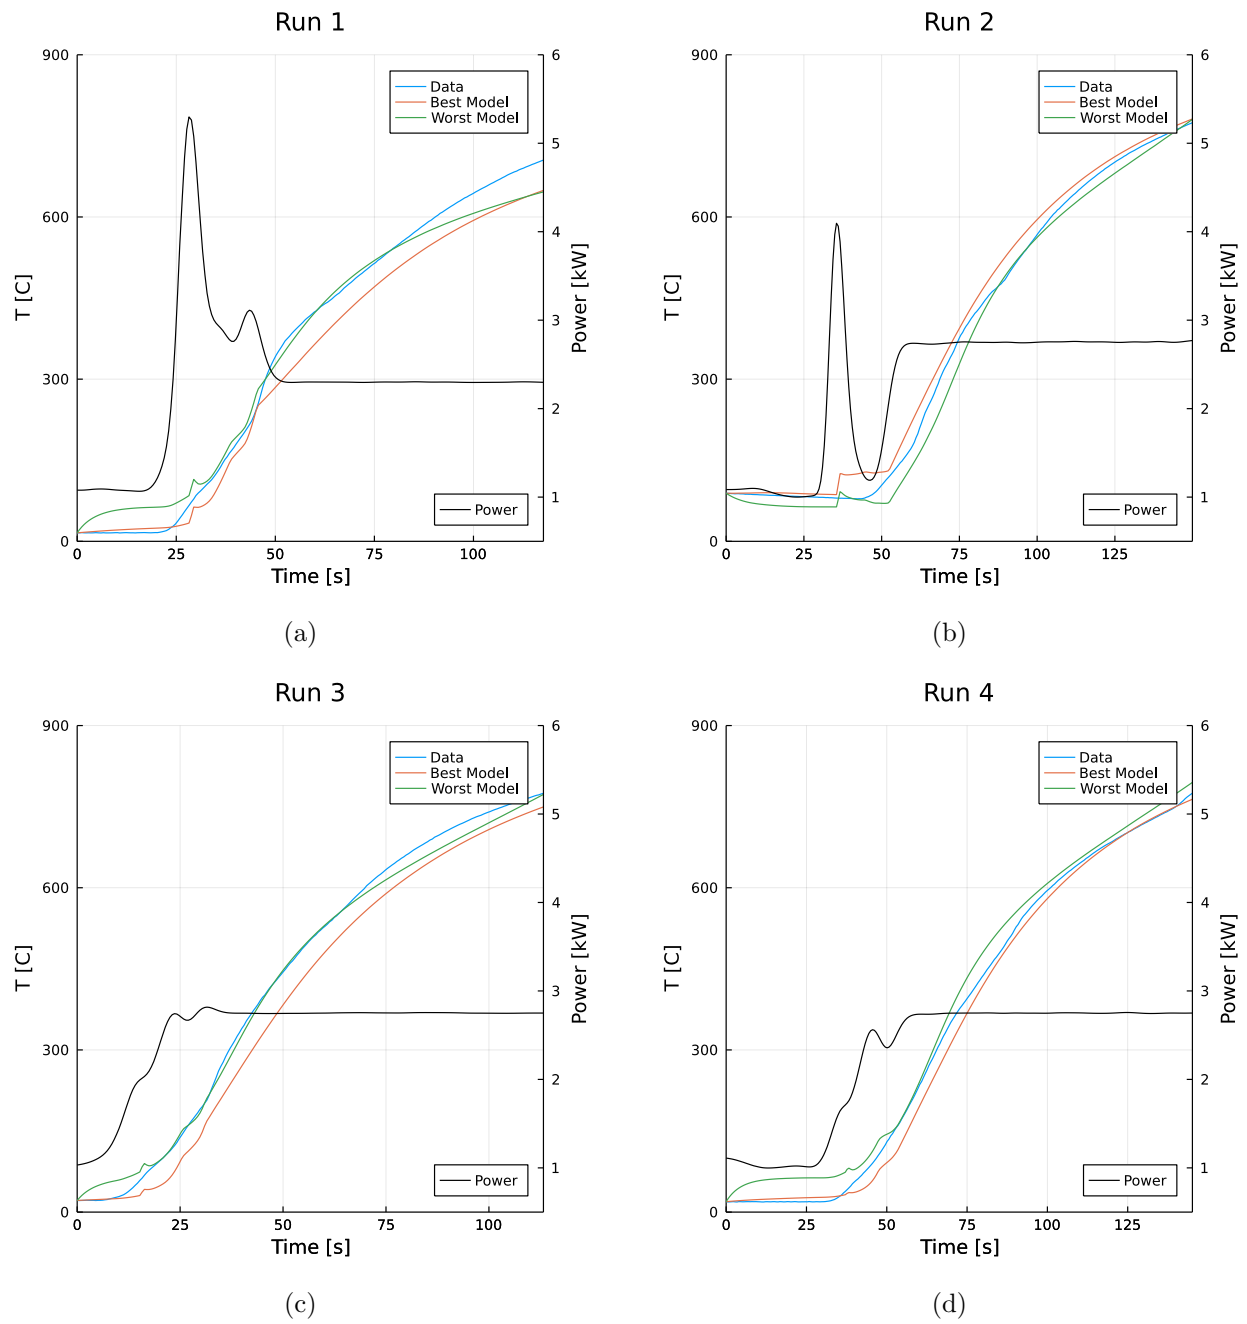 Run 1
900
600
300
0
T [C]
6
5
4
3
2
1
Power [kW]
Data
Best Model
Worst Model
Power
0 25 50 75 100
Time [s]
(a)
Run 2
900
600
300
0
T [C]
6
5
4
3
2
1
Power [kW]
Data
Best Model
Worst Model
Power
0 25 50 75 100 125
Time [s]
(b)
Run 3
900
600
300
0
T [C]
6
5
4
3
2
1
Power [kW]
Data
Best Model
Worst Model
Power
0 25 50 75 100
Time [s]
(c)
Run 4
900
600
300
0
T [C]
6
5
4
3
2
1
Power [kW]
Data
Best Model
Worst Model
Power
0 25 50 75 100 125
Time [s]
(d)